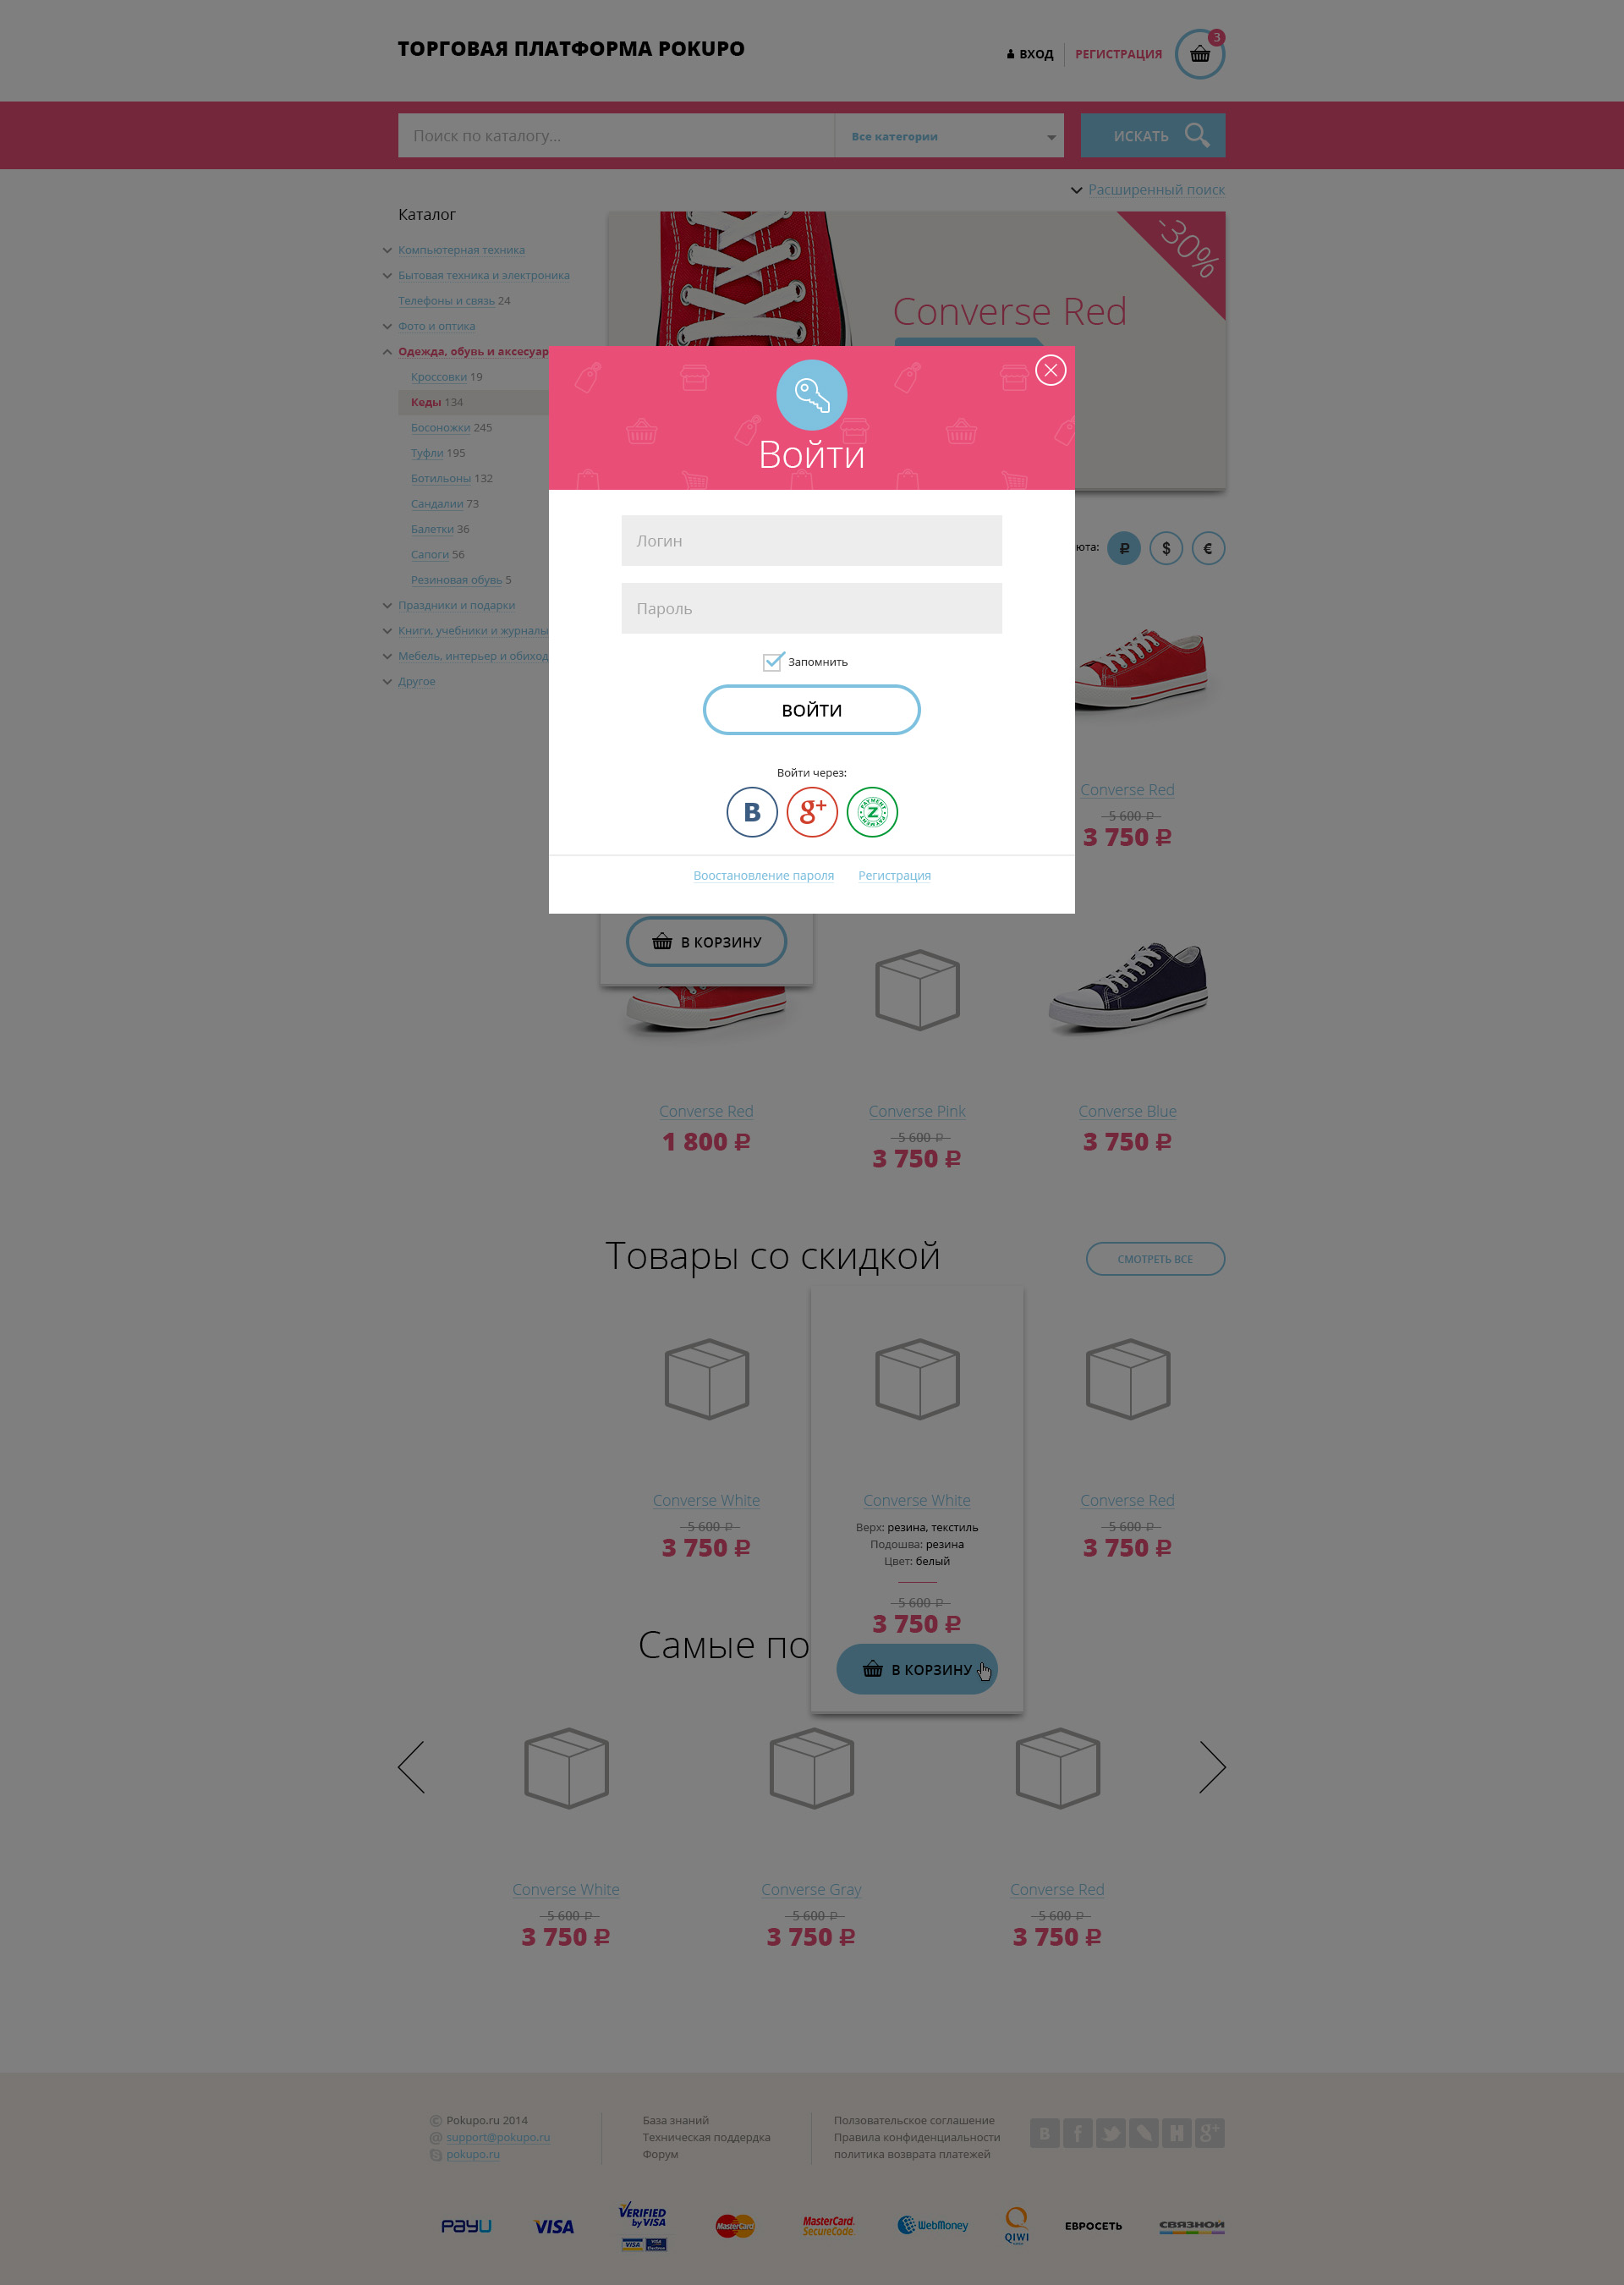 ТОРГОВАЯ ПЛАТФОРМА POKUPO
ВХОД
РЕГИСТРАЦИЯ
3
Поиск по каталогу...
Все категории
ИСКАТЬ
Расширенный поиск
Каталог
Компьютерная техника
Бытовая техника и электроника
Телефоны и связь 24
Фото и оптика
Одежда, обувь и аксесуар
Кроссовки 19
Кеды 134
Босоножки 245
Туфли 195
Ботильоны 132
Сандалии 73
Балетки 36
Сапоги 56
Резиновая обувь 5
Праздники и подарки
Книги, учебники и журналы
Мебель, интерьер и обиход
Другое
-30%
Converse Red
Войти
Логин
Пароль
Запомнить
ВОЙТИ
Войти через:
B
g+
PAYMENT
Z
PAYMENT
Воостановление пароля
Регистрация
юта:
₽ $ €
Converse Red
5 600 ₽
3 750 ₽
В КОРЗИНУ
Converse Red
1 800 ₽
Converse Pink
5 600 ₽
3 750 ₽
Converse Blue
3 750 ₽
Товары со скидкой
СМОТРЕТЬ ВСЕ
Converse White
5 600 ₽
3 750 ₽
Converse White
Верх: резина, текстиль
Подошва: резина
Цвет: белый
5 600 ₽
3 750 ₽
В КОРЗИНУ
Converse Red
5 600 ₽
3 750 ₽
Самые по
Converse White
5 600 ₽
3 750 ₽
Converse Gray
5 600 ₽
3 750 ₽
Converse Red
5 600 ₽
3 750 ₽
© Pokupo.ru 2014
@ support@pokupo.ru
pokupo.ru
База знаний
Техническая поддердка
Форум
Ползовательское соглашение
Правила конфиденциальности
политика возврата платежей
B f g+
PayU
VISA
VERIFIED
by VISA
VISA
VISA
Electron
MasterCard
MasterCard.
SecureCode.
WebMoney
QIWI
ЕВРОСЕТЬ
СВЯЗНОЙ